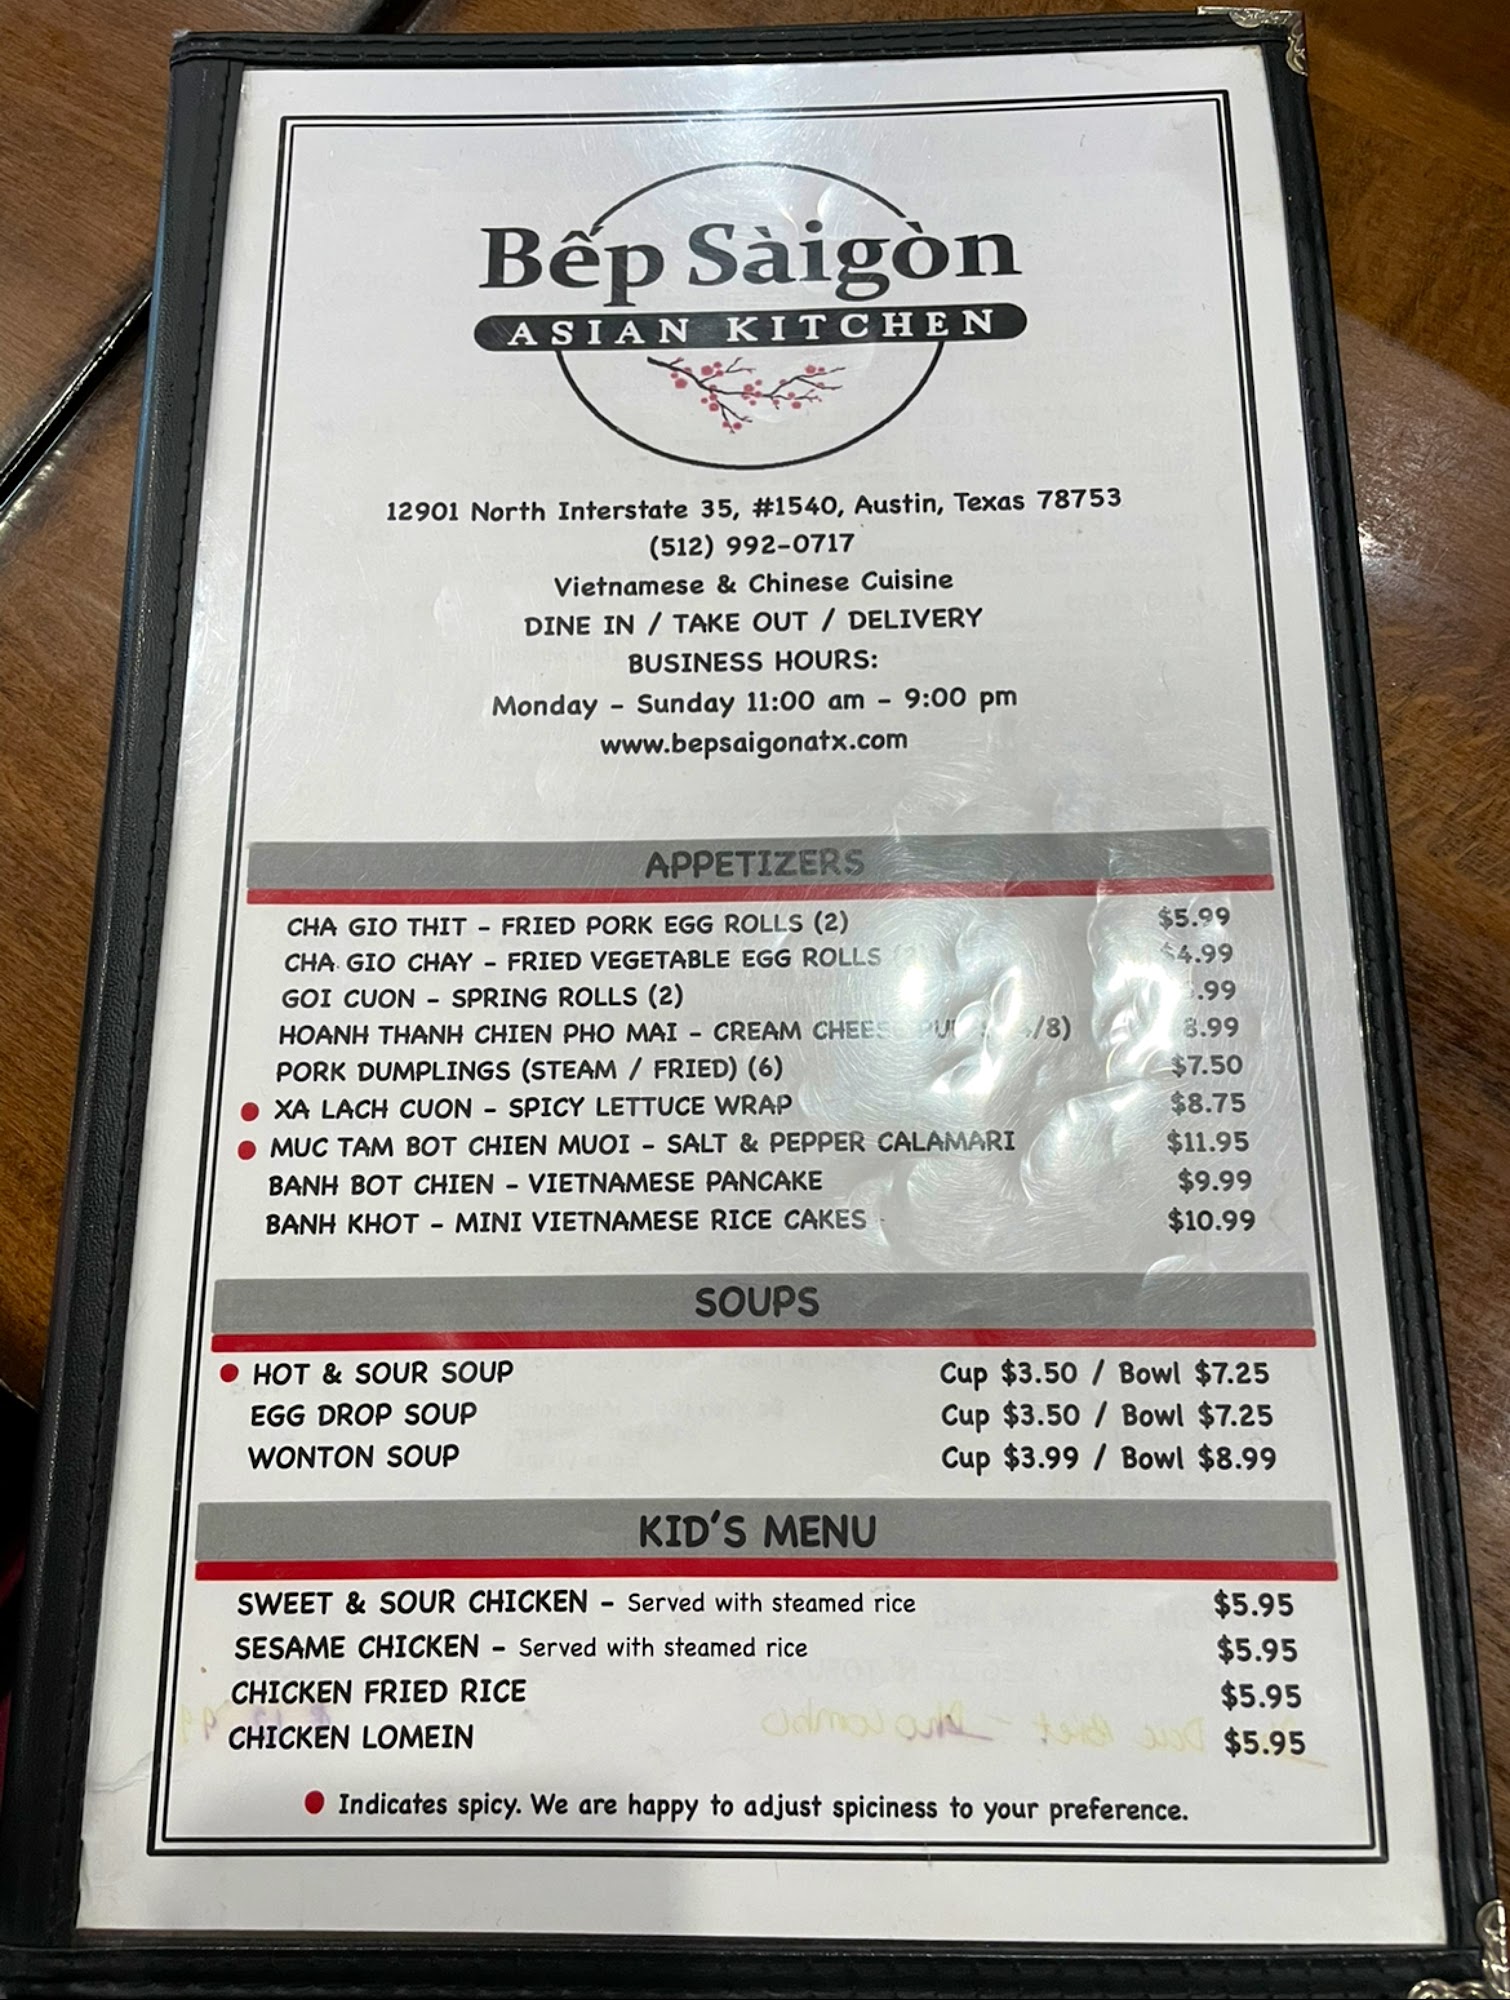 Bếp Sàigòn
ASIAN KITCHEN
12901 North Interstate 35, #1540, Austin, Texas 78753
(512) 992-0717
Vietnamese & Chinese Cuisine
DINE IN / TAKE OUT / DELIVERY
BUSINESS HOURS:
Monday - Sunday 11:00 am - 9:00 pm
www.bepsaigonatx.com
APPETIZERS
CHA GIO THIT - FRIED PORK EGG ROLLS (2) $5.99
CHA GIO CHAY - FRIED VEGETABLE EGG ROLLS $4.99
GOI CUON - SPRING ROLLS (2) .99
HOANH THANH CHIEN PHO MAI - CREAM CHEESE /8) 8.99
PORK DUMPLINGS (STEAM / FRIED) (6) $7.50
XA LACH CUON - SPICY LETTUCE WRAP $8.75
MUC TAM BOT CHIEN MUOI - SALT & PEPPER CALAMARI $11.95
BANH BOT CHIEN - VIETNAMESE PANCAKE $9.99
BANH KHOT - MINI VIETNAMESE RICE CAKES $10.99
SOUPS
HOT & SOUR SOUP Cup $3.50 / Bowl $7.25
EGG DROP SOUP Cup $3.50 / Bowl $7.25
WONTON SOUP Cup $3.99 / Bowl $8.99
KID'S MENU
SWEET & SOUR CHICKEN - Served with steamed rice $5.95
SESAME CHICKEN - Served with steamed rice $5.95
CHICKEN FRIED RICE $5.95
CHICKEN LOMEIN $5.95
Indicates spicy. We are happy to adjust spiciness to your preference.